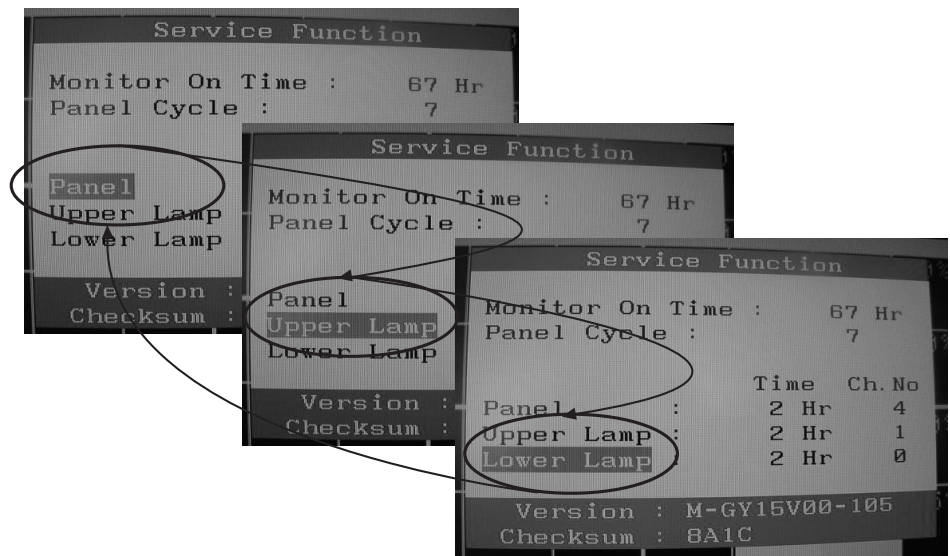 Service Function
Monitor On Time : 67 Hr
Panel Cycle : 7
Panel
Upper Lamp
Lower Lamp
Version :
Checksum :
Service Function
Monitor On Time : 67 Hr
Panel Cycle : 7
Panel
Upper Lamp
Lower Lamp
Version :
Checksum :
Service Function
Monitor On Time : 67 Hr
Panel Cycle : 7
Time Ch.No
Panel : 2 Hr 4
Upper Lamp : 2 Hr 1
Lower Lamp : 2 Hr 0
Version : M-GY15V00-105
Checksum : 8A1C